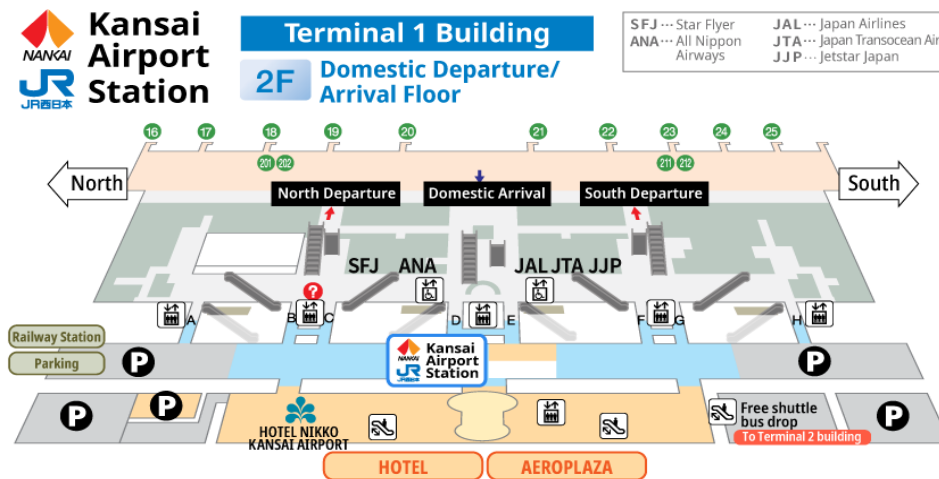 NANKAI
JR
JR西日本
Kansai
Airport
Station
Terminal 1 Building
2F
Domestic Departure/
Arrival Floor
SFJ ··· Star Flyer
ANA ··· All Nippon
Airways
JAL ··· Japan Airlines
JTA ··· Japan Transocean Air
JJP ··· Jetstar Japan
16 17 18 19 20 21 22 23 24 25
201 202 211 212
North
South
North Departure
Domestic Arrival
South Departure
SFJ ANA JAL JTA JJP
?
A B C D E F G H
Railway Station
Parking
P
P
NANKAI
JR
JR西日本
Kansai
Airport
Station
P
P
P
HOTEL NIKKO
KANSAI AIRPORT
Free shuttle
bus drop
To Terminal 2 building
HOTEL
AEROPLAZA